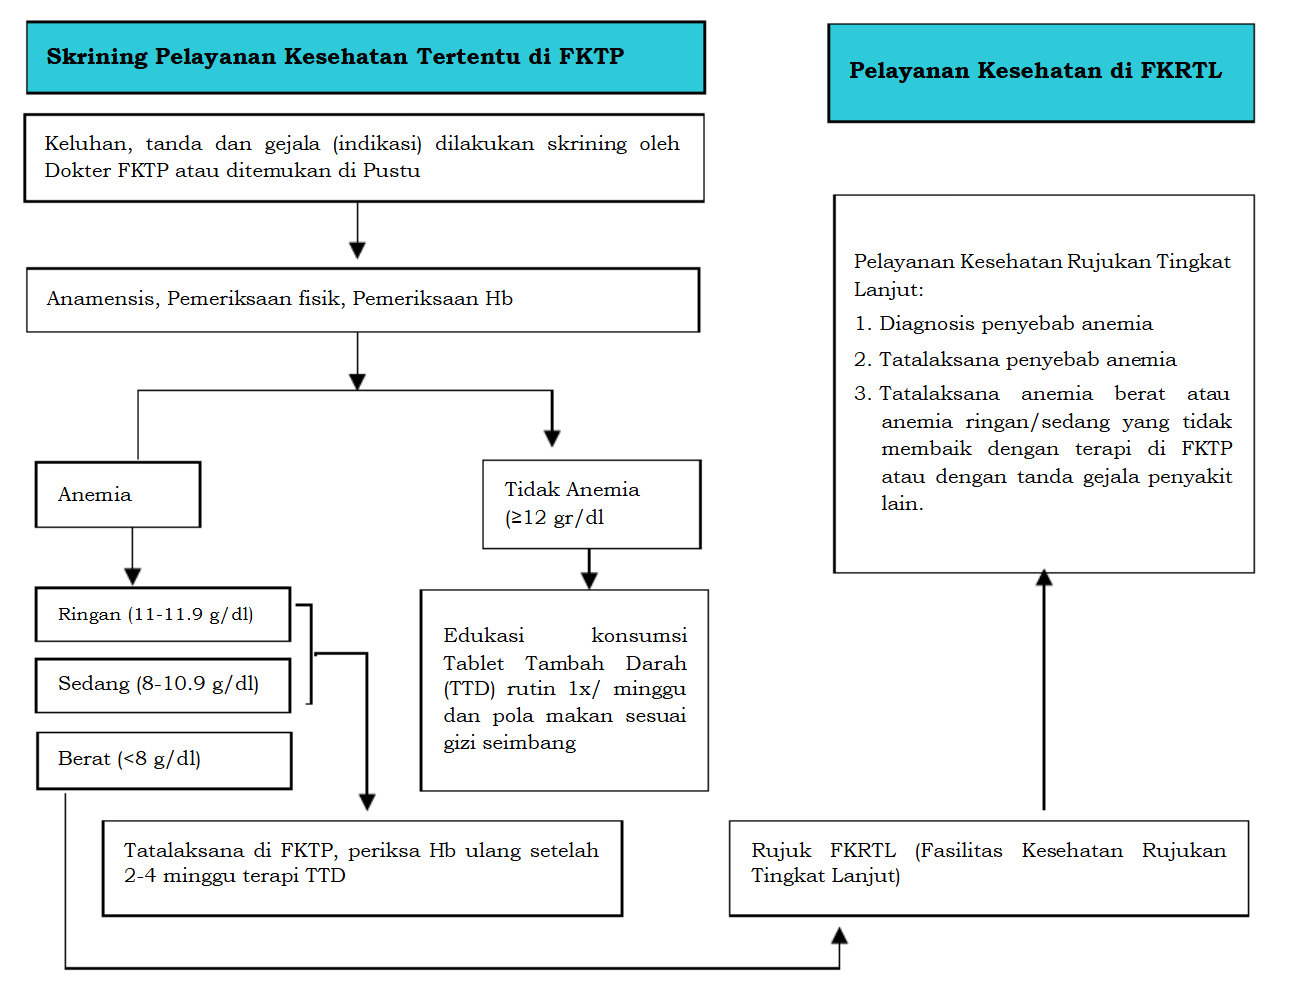 Skrining Pelayanan Kesehatan Tertentu di FKTP
Keluhan, tanda dan gejala (indikasi) dilakukan skrining oleh
Dokter FKTP atau ditemukan di Pustu
Anamensis, Pemeriksaan fisik, Pemeriksaan Hb
Anemia
Tidak Anemia
(≥12 gr/dl
Ringan (11-11.9 g/dl)
Sedang (8-10.9 g/dl)
Berat (<8 g/dl)
Edukasi konsumsi
Tablet Tambah Darah
(TTD) rutin 1x/ minggu
dan pola makan sesuai
gizi seimbang
Tatalaksana di FKTP, periksa Hb ulang setelah
2-4 minggu terapi TTD
Rujuk FKRTL (Fasilitas Kesehatan Rujukan
Tingkat Lanjut)
Pelayanan Kesehatan di FKRTL
Pelayanan Kesehatan Rujukan Tingkat
Lanjut:
1. Diagnosis penyebab anemia
2. Tatalaksana penyebab anemia
3. Tatalaksana anemia berat atau
anemia ringan/sedang yang tidak
membaik dengan terapi di FKTP
atau dengan tanda gejala penyakit
lain.